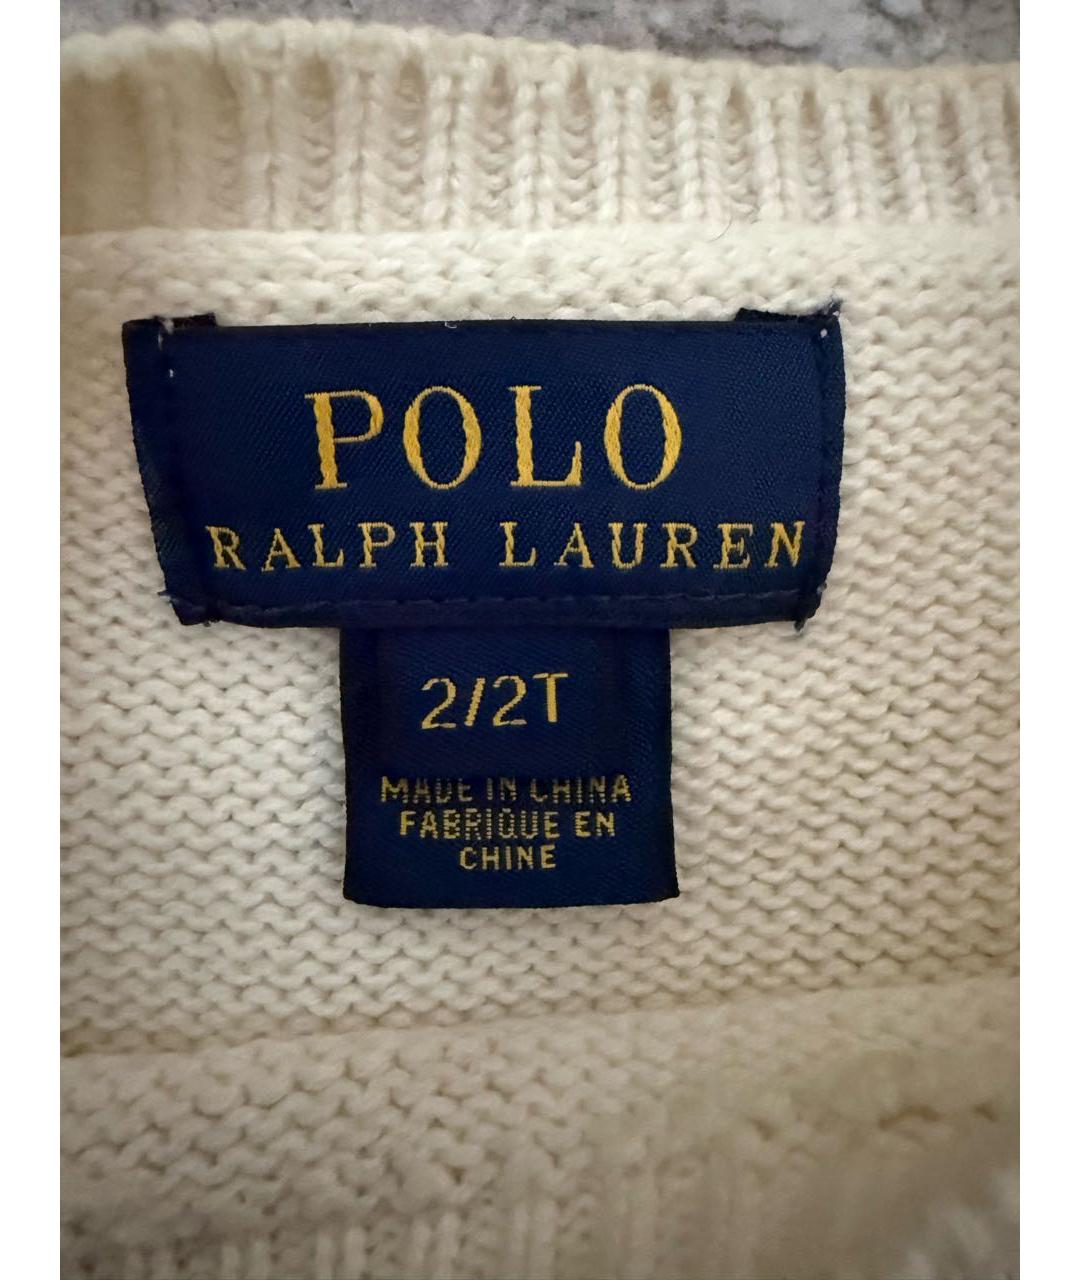 POLO
RALPH LAUREN
2/2T
MADE IN CHINA
FABRIQUE EN
CHINE